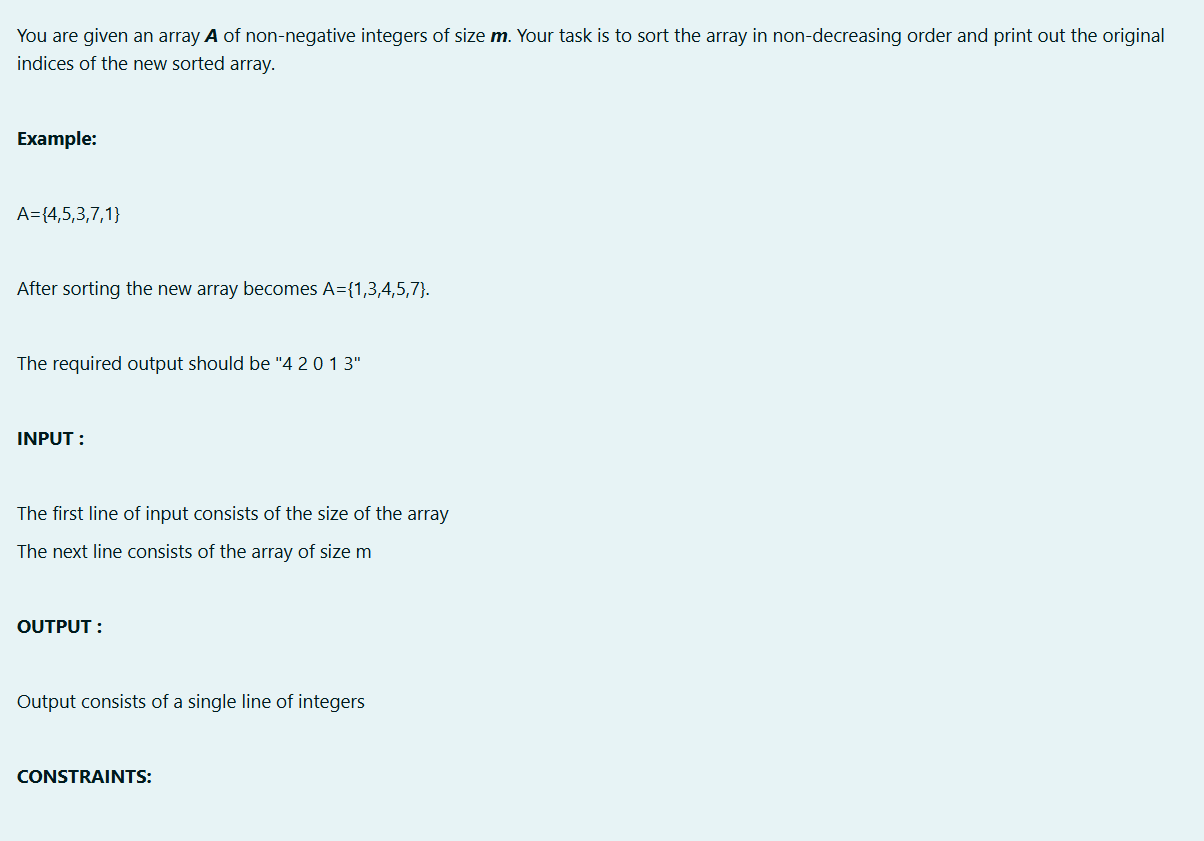 You are given an array A of non-negative integers of size m. Your task is to sort the array in non-decreasing order and print out the original
indices of the new sorted array.
Example:
A={4,5,3,7,1}
After sorting the new array becomes A={1,3,4,5,7}.
The required output should be "4 2 0 1 3"
INPUT :
The first line of input consists of the size of the array
The next line consists of the array of size m
OUTPUT :
Output consists of a single line of integers
CONSTRAINTS: